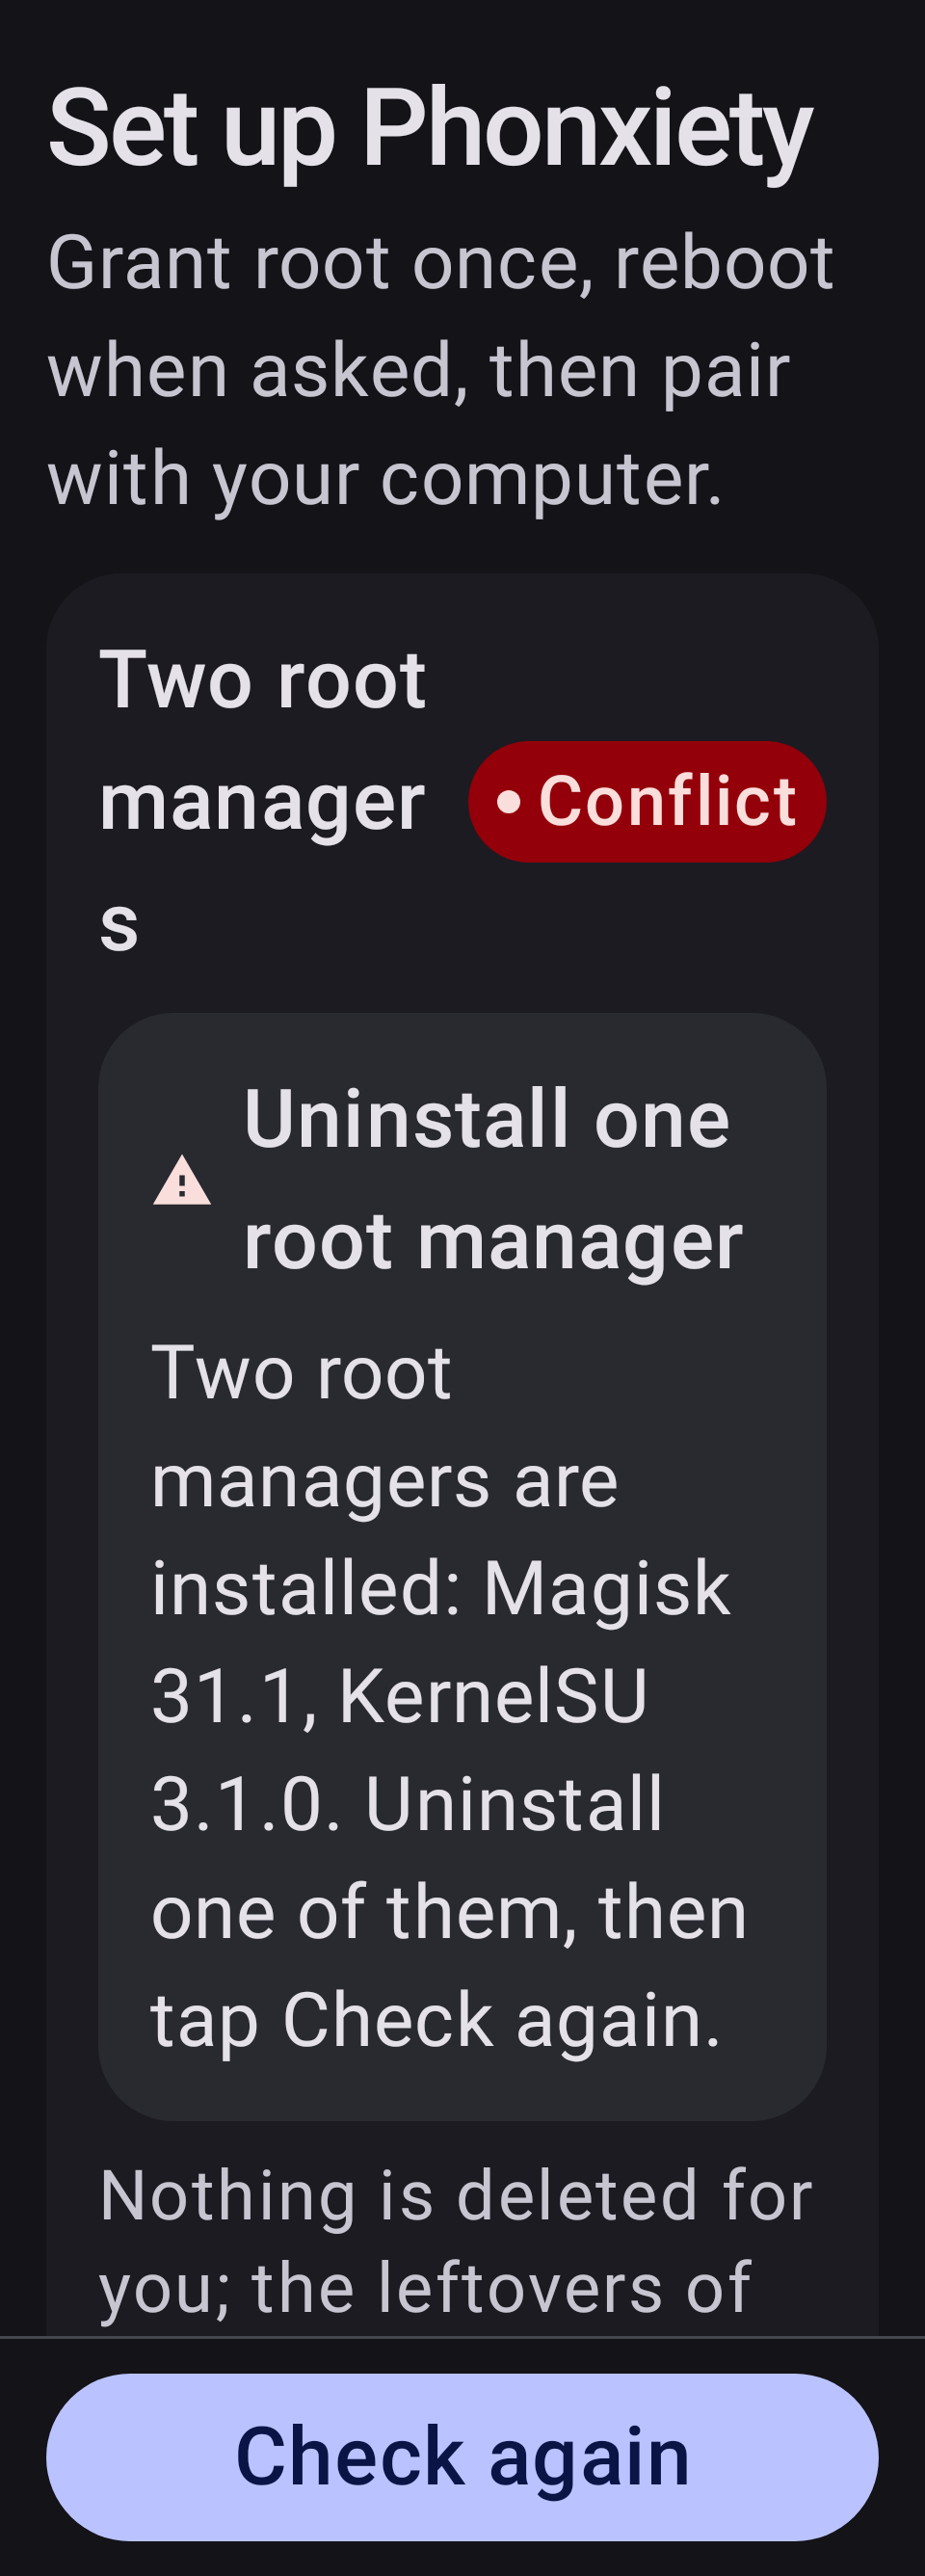 Set up Phonxiety
Grant root once, reboot
when asked, then pair
with your computer.
Two root
manager
s
• Conflict
Uninstall one
root manager
Two root
managers are
installed: Magisk
31.1, KernelSU
3.1.0. Uninstall
one of them, then
tap Check again.
Nothing is deleted for
you; the leftovers of
Check again